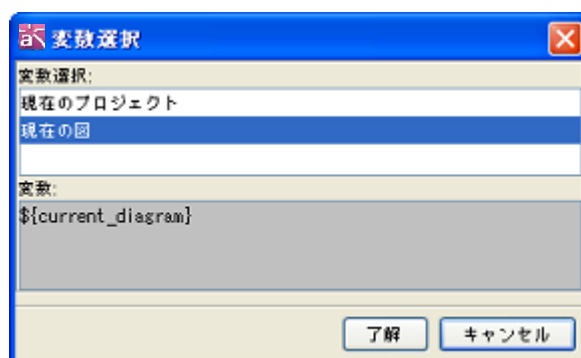 変数選択
変数選択:
現在のプロジェクト
現在の図
変数:
${current_diagram}
了解
キャンセル